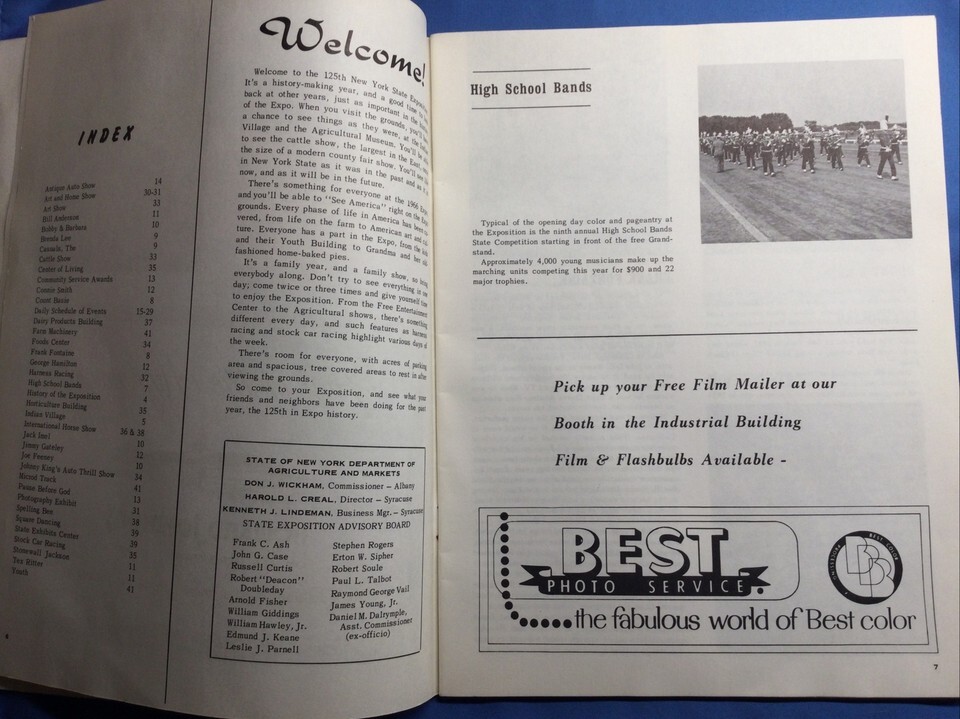 INDEX
Antique Auto Show 14
Art and Home Show 30-31
Art Show 33
Bill Anderson 11
Bobby & Barbara 10
Brenda Lee 9
Casuals, The 9
Cattle Show 33
Center of Living 35
Community Service Awards 13
Connie Smith 12
Count Basie 8
Daily Schedule of Events 15-29
Dairy Products Building 37
Farm Machinery 41
Foods Center 34
Frank Fontaine 8
George Hamilton 12
Harness Racing 32
High School Bands 7
History of the Exposition 4
Horticulture Building 35
Indian Village 5
International Horse Show 36 & 38
Jack Imel 10
Jimmy Gateley 12
Joe Feeney 10
Johny King's Auto Thrill Show 34
Track 41
Pause Before God 13
Photography Exhibit 31
Spelling Bee 38
Square Dancing 39
State Exhibits Center 39
Stock Car Racing 35
Stonewall Jackson 11
Tex Ritter 11
Youth 41
Welcome!
Welcome to the 125th New York State Exposition.
It's a history-making year, and a good time to
back at other years, just as important in the
of the Expo. When you visit the grounds, you'll
a chance to see things as they were, at the
Village and the Agricultural Museum. You'll
to see the cattle show, the largest in the East,
the size of a modern county fair show. You'll see
in New York State as it was in the past and as it is
now, and as it will be in the future.
There's something for everyone at the 1966 Expo
and you'll be able to "See America" right on the Expo
grounds. Every phase of life in America has been
vered, from life on the farm to American art and
ture. Everyone has a part in the Expo, from the
and their Youth Building to Grandma and her old
fashioned home-baked pies.
It's a family year, and a family show, so bring
everybody along. Don't try to see everything in one
day; come twice or three times and give yourself time
to enjoy the Exposition. From the Free Entertainment
Center to the Agricultural shows, there's something
different every day, and such features as harness
racing and stock car racing highlight various days of
the week.
There's room for everyone, with acres of parking
area and spacious, tree covered areas to rest in after
viewing the grounds.
So come to your Exposition, and see what your
friends and neighbors have been doing for the past
year, the 125th in Expo history.
STATE OF NEW YORK DEPARTMENT OF
AGRICULTURE AND MARKETS
DON J. WICKHAM, Commissioner - Albany
HAROLD L. CREAL, Director - Syracuse
KENNETH J. LINDEMAN, Business Mgr. - Syracuse
STATE EXPOSITION ADVISORY BOARD
Frank C. Ash
John G. Case
Russell Curtis
Robert "Deacon"
Doubleday
Arnold Fisher
William Giddings
William Hawley, Jr.
Edmund J. Keane
Leslie J. Parnell
Stephen Rogers
Erton W. Sipher
Robert Soule
Paul L. Talbot
Raymond George Vail
James Young, Jr.
Daniel M. Dalrymple,
Asst. Commissioner
(ex-officio)
High School Bands
Typical of the opening day color and pageantry at
the Exposition is the ninth annual High School Bands
State Competition starting in front of the free Grand-
stand.
Approximately 4,000 young musicians make up the
marching units competing this year for $900 and 22
major trophies.
Pick up your Free Film Mailer at our
Booth in the Industrial Building
Film & Flashbulbs Available -
BEST
PHOTO SERVICE.
BEST COLOR
PROCESSING
the fabulous world of Best color
7